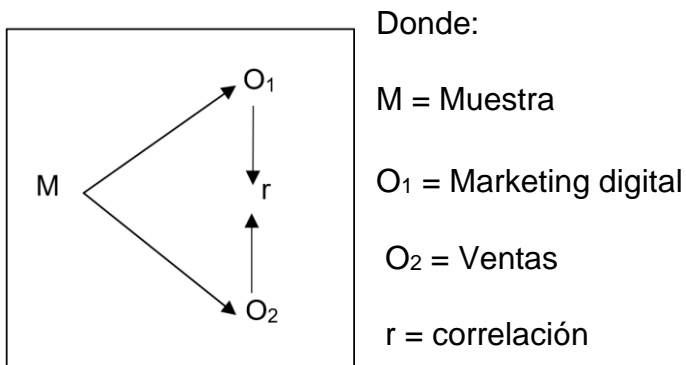 Donde:
O₁
M = Muestra
M
r
O₁ = Marketing digital
O₂ = Ventas
O₂
r = correlación